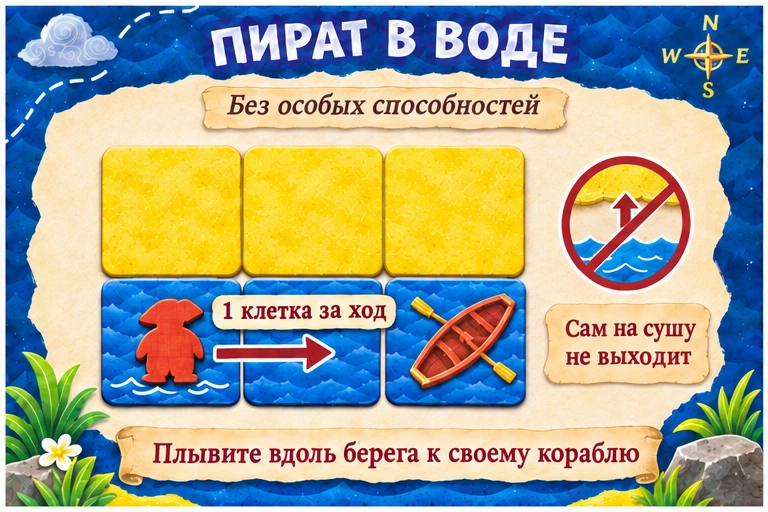 ПИРАТ В ВОДЕ
N
W E
S
Без особых способностей
1 клетка за ход
Сам на сушу
не выходит
Плывите вдоль берега к своему кораблю